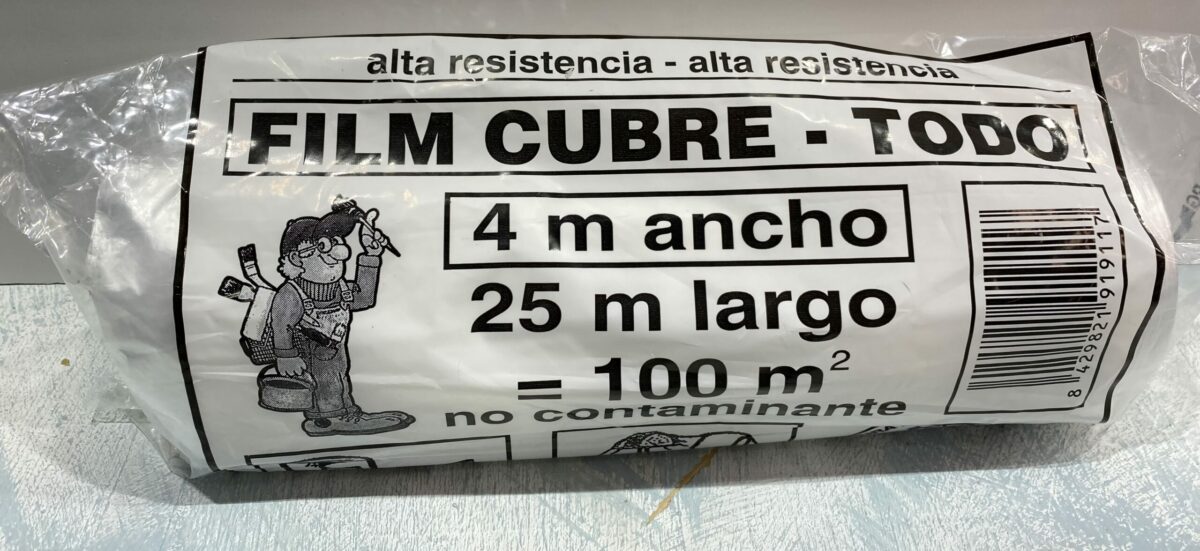 alta resistencia - alta resistencia
FILM CUBRE - TODO
4 m ancho
25 m largo
= 100 m²
no contaminante
8 429821 919117